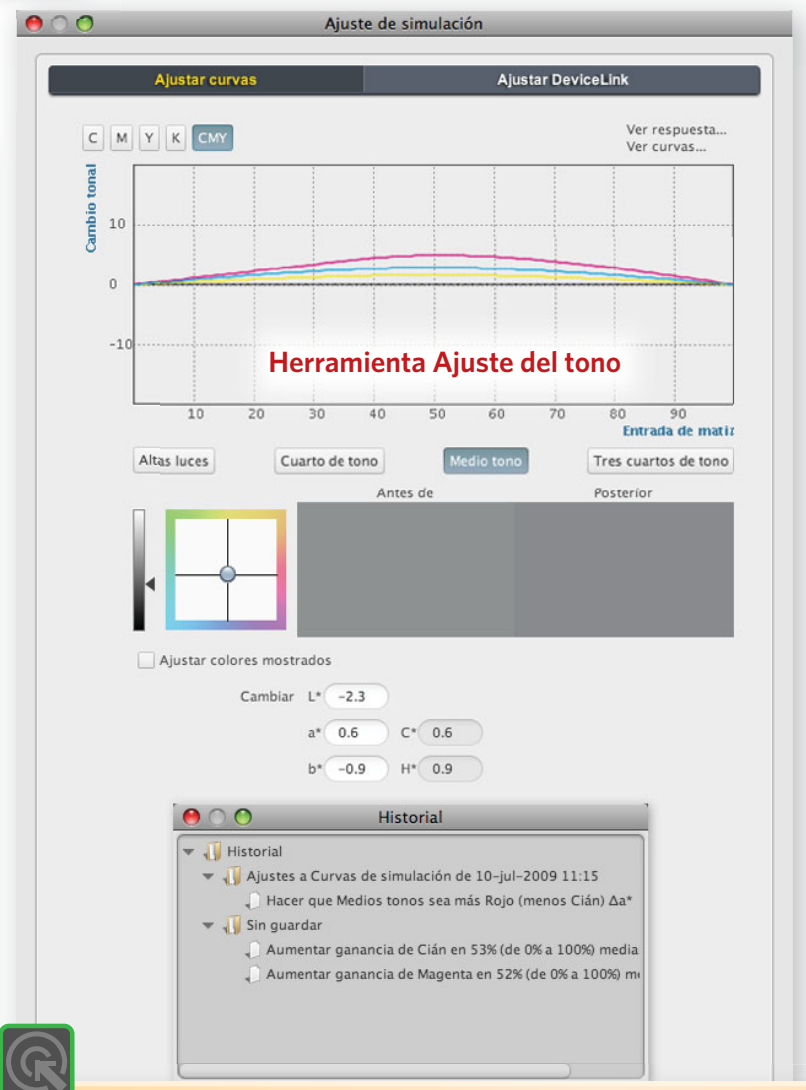 Ajuste de simulación
Ajustar curvas Ajustar DeviceLink
C M Y K CMY
Ver respuesta...
Ver curvas...
Cambio tonal
10
0
-10
Herramienta Ajuste del tono
10 20 30 40 50 60 70 80 90
Entrada de matiz
Altas luces Cuarto de tono Medio tono Tres cuartos de tono
Antes de Posterior
Ajustar colores mostrados
Cambiar L* -2.3
a* 0.6 C* 0.6
b* -0.9 H* 0.9
Historial
Historial
Ajustes a Curvas de simulación de 10-jul-2009 11:15
Hacer que Medios tonos sea más Rojo (menos Cián) Δa*
Sin guardar
Aumentar ganancia de Cián en 53% (de 0% a 100%) media
Aumentar ganancia de Magenta en 52% (de 0% a 100%)